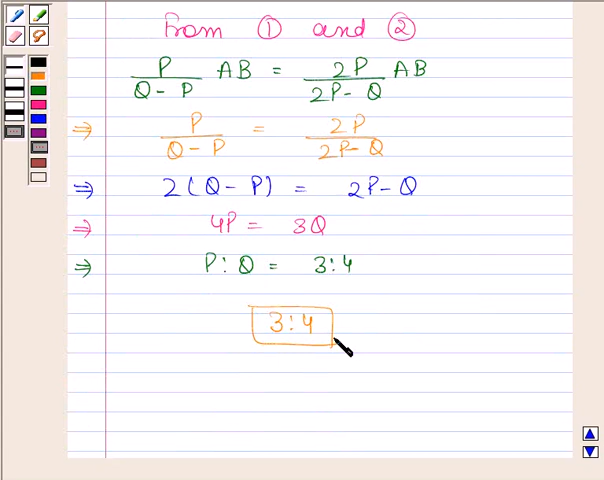 From ① and ②
P/(Q - P) AB = 2P/(2P - Q) AB
⇒ P/(Q - P) = 2P/(2P - Q)
⇒ 2(Q - P) = 2P - Q
⇒ 4P = 3Q
⇒ P : Q = 3 : 4
3 : 4